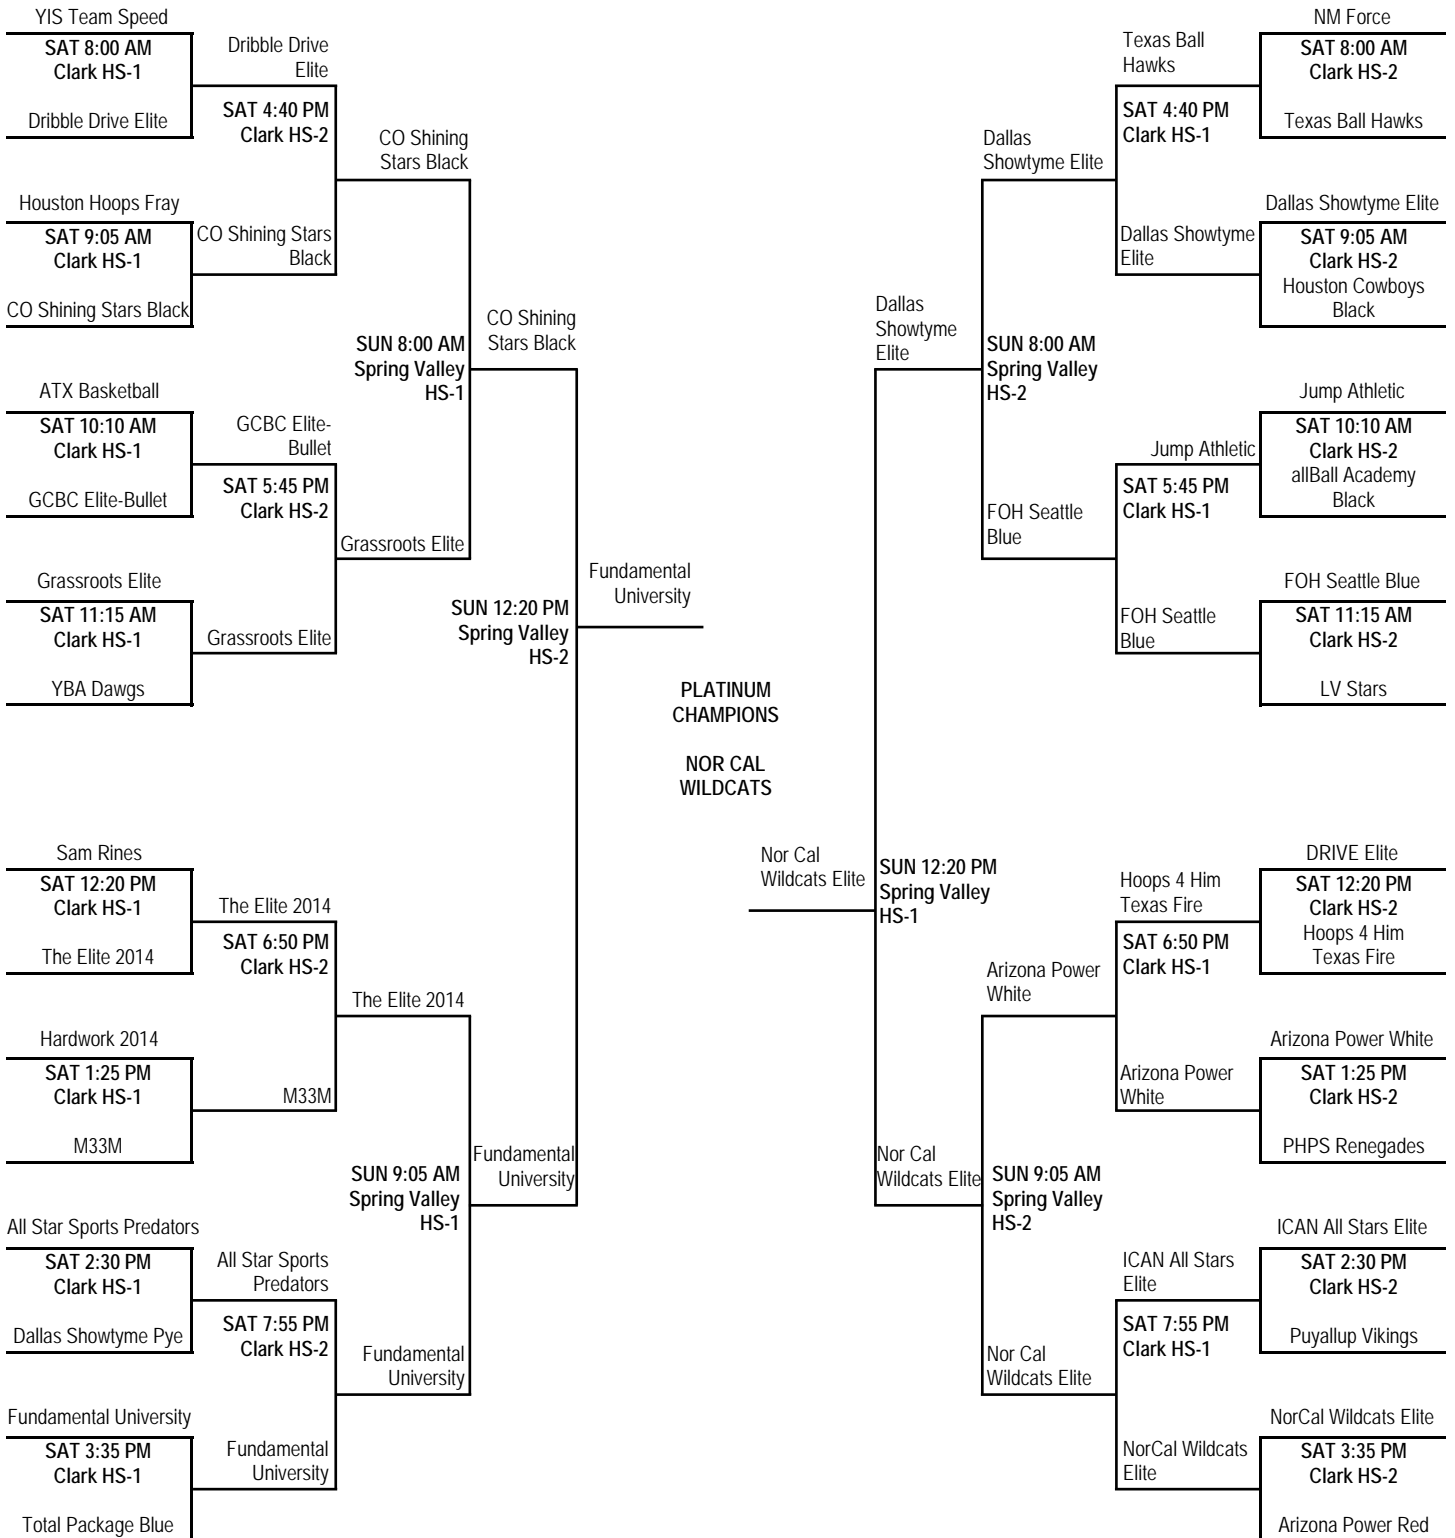 YIS Team Speed
SAT 8:00 AM
Clark HS-1
Dribble Drive Elite
Houston Hoops Fray
SAT 9:05 AM
Clark HS-1
CO Shining Stars Black
ATX Basketball
SAT 10:10 AM
Clark HS-1
GCBC Elite-Bullet
Grassroots Elite
SAT 11:15 AM
Clark HS-1
YBA Dawgs
Sam Rines
SAT 12:20 PM
Clark HS-1
The Elite 2014
Hardwork 2014
SAT 1:25 PM
Clark HS-1
M33M
All Star Sports Predators
SAT 2:30 PM
Clark HS-1
Dallas Showtyme Pye
Fundamental University
SAT 3:35 PM
Clark HS-1
Total Package Blue
Dribble Drive
Elite
SAT 4:40 PM
Clark HS-2
CO Shining Stars
Black
GCBC Elite-
Bullet
SAT 5:45 PM
Clark HS-2
Grassroots Elite
The Elite 2014
SAT 6:50 PM
Clark HS-2
M33M
All Star Sports
Predators
SAT 7:55 PM
Clark HS-2
Fundamental
University
CO Shining
Stars Black
SUN 8:00 AM
Spring Valley
HS-1
Grassroots Elite
The Elite 2014
SUN 9:05 AM
Spring Valley
HS-1
Fundamental
University
CO Shining
Stars Black
SUN 12:20 PM
Spring Valley
HS-2
Fundamental
University
Fundamental
University
PLATINUM
CHAMPIONS
NOR CAL
WILDCATS
Nor Cal
Wildcats Elite
Dallas
Showtyme
Elite
SUN 12:20 PM
Spring Valley
HS-1
Nor Cal
Wildcats Elite
Dallas
Showtyme Elite
SUN 8:00 AM
Spring Valley
HS-2
FOH Seattle
Blue
Arizona Power
White
SUN 9:05 AM
Spring Valley
HS-2
Nor Cal
Wildcats Elite
Texas Ball
Hawks
SAT 4:40 PM
Clark HS-1
Dallas Showtyme
Elite
Jump Athletic
SAT 5:45 PM
Clark HS-1
FOH Seattle
Blue
Hoops 4 Him
Texas Fire
SAT 6:50 PM
Clark HS-1
Arizona Power
White
ICAN All Stars
Elite
SAT 7:55 PM
Clark HS-1
NorCal Wildcats
Elite
NM Force
SAT 8:00 AM
Clark HS-2
Texas Ball Hawks
Dallas Showtyme Elite
SAT 9:05 AM
Clark HS-2
Houston Cowboys
Black
Jump Athletic
SAT 10:10 AM
Clark HS-2
allBall Academy
Black
FOH Seattle Blue
SAT 11:15 AM
Clark HS-2
LV Stars
DRIVE Elite
SAT 12:20 PM
Clark HS-2
Hoops 4 Him
Texas Fire
Arizona Power White
SAT 1:25 PM
Clark HS-2
PHPS Renegades
ICAN All Stars Elite
SAT 2:30 PM
Clark HS-2
Puyallup Vikings
NorCal Wildcats Elite
SAT 3:35 PM
Clark HS-2
Arizona Power Red